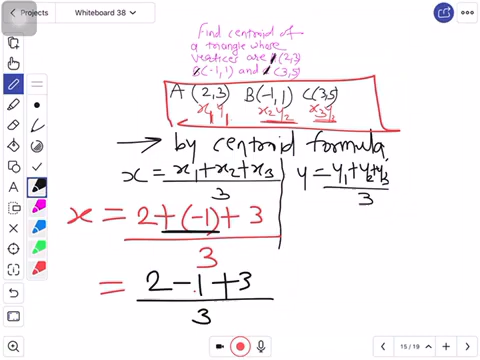 Projects Whiteboard 38
Find centroid of
a triangle whose
vertices are (2,3)
(-1,1) and (3,5)
A (2,3) B(-1,1) C(3,5)
x₁ y₁ x₂ y₂ x₃ y₃
→ by centroid formula
x = x₁+x₂+x₃ / 3 y = y₁+y₂+y₃ / 3
x = 2+(-1)+3 / 3
= 2-1+3 / 3
15/19